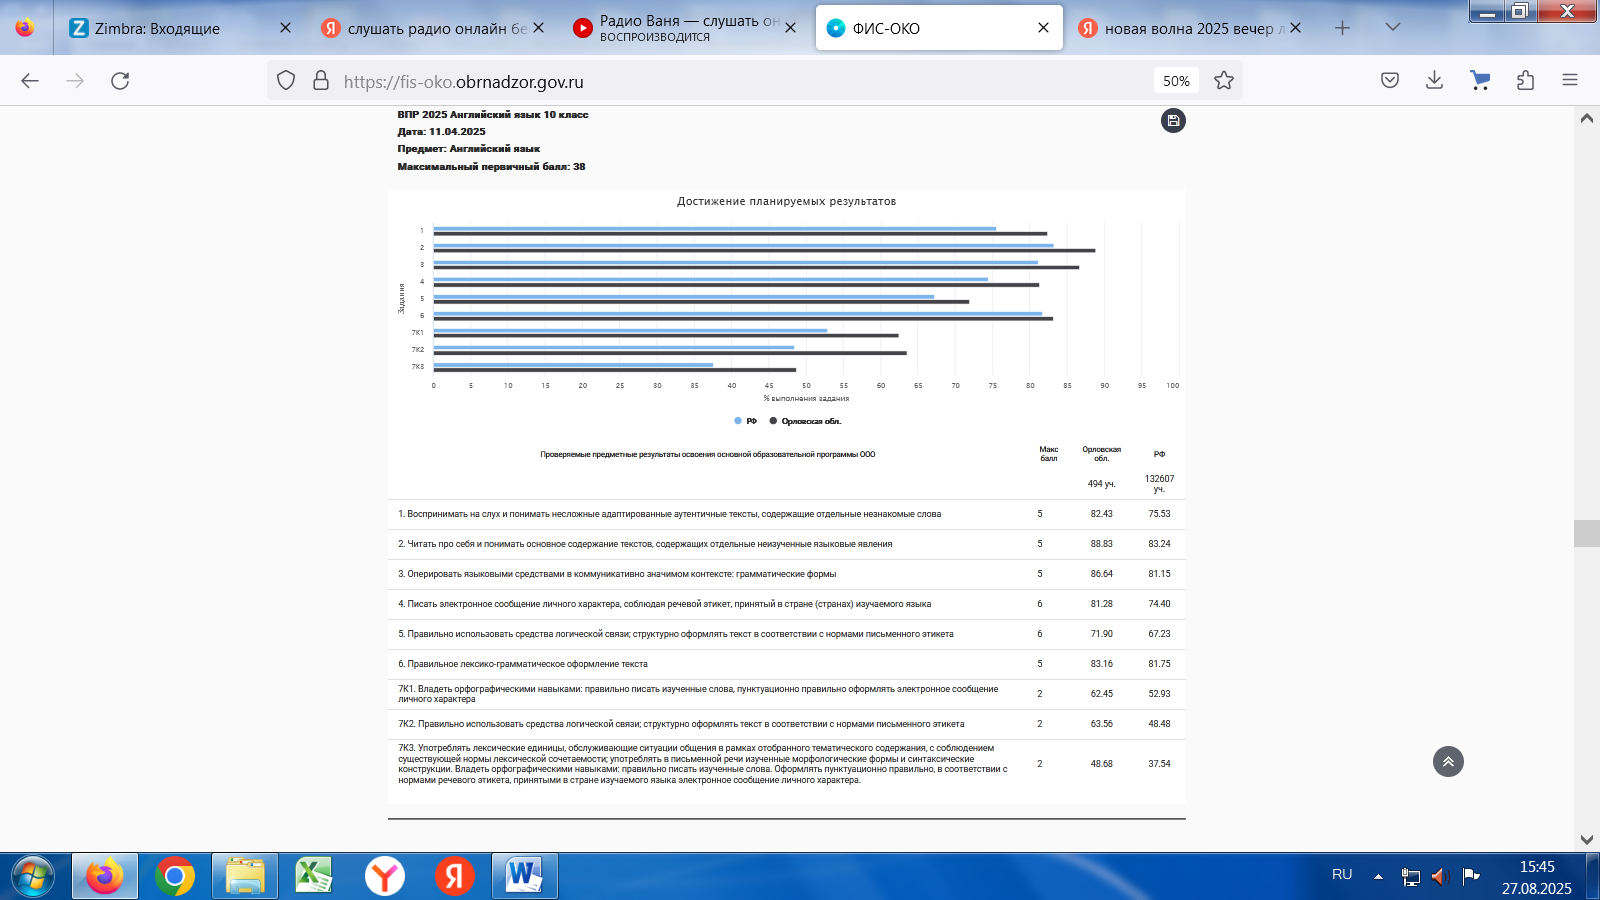 Zimbra: Входящие
слушать радио онлайн бе
Радио Ваня — слушать он
ВОСПРОИЗВОДИТСЯ
ФИС-ОКО
новая волна 2025 вечер л
https://fis-oko.obrnadzor.gov.ru
50%
ВПР 2025 Английский язык 10 класс
Дата: 11.04.2025
Предмет: Английский язык
Максимальный первичный балл: 38
Достижение планируемых результатов
Задания
1
2
3
4
5
6
7К1
7К2
7К3
0 5 10 15 20 25 30 35 40 45 50 55 60 65 70 75 80 85 90 95 100
% выполнения задания
РФ Орловская обл.
Проверяемые предметные результаты освоения основной образовательной программы ООО Макс балл Орловская обл. РФ
494 уч. 132607 уч.
1. Воспринимать на слух и понимать несложные адаптированные аутентичные тексты, содержащие отдельные незнакомые слова 5 82.43 75.53
2. Читать про себя и понимать основное содержание текстов, содержащих отдельные неизученные языковые явления 5 88.83 83.24
3. Оперировать языковыми средствами в коммуникативно значимом контексте: грамматические формы 5 86.64 81.15
4. Писать электронное сообщение личного характера, соблюдая речевой этикет, принятый в стране (странах) изучаемого языка 6 81.28 74.40
5. Правильно использовать средства логической связи; структурно оформлять текст в соответствии с нормами письменного этикета 6 71.90 67.23
6. Правильное лексико-грамматическое оформление текста 5 83.16 81.75
7К1. Владеть орфографическими навыками: правильно писать изученные слова, пунктуационно правильно оформлять электронное сообщение
личного характера 2 62.45 52.93
7К2. Правильно использовать средства логической связи; структурно оформлять текст в соответствии с нормами письменного этикета 2 63.56 48.48
7К3. Употреблять лексические единицы, обслуживающие ситуации общения в рамках отобранного тематического содержания, с соблюдением
существующей нормы лексической сочетаемости; употреблять в письменной речи изученные морфологические формы и синтаксические
конструкции. Владеть орфографическими навыками: правильно писать изученные слова. Оформлять пунктуационно правильно, в соответствии с
нормами речевого этикета, принятыми в стране изучаемого языка электронное сообщение личного характера. 2 48.68 37.54
RU
15:45
27.08.2025